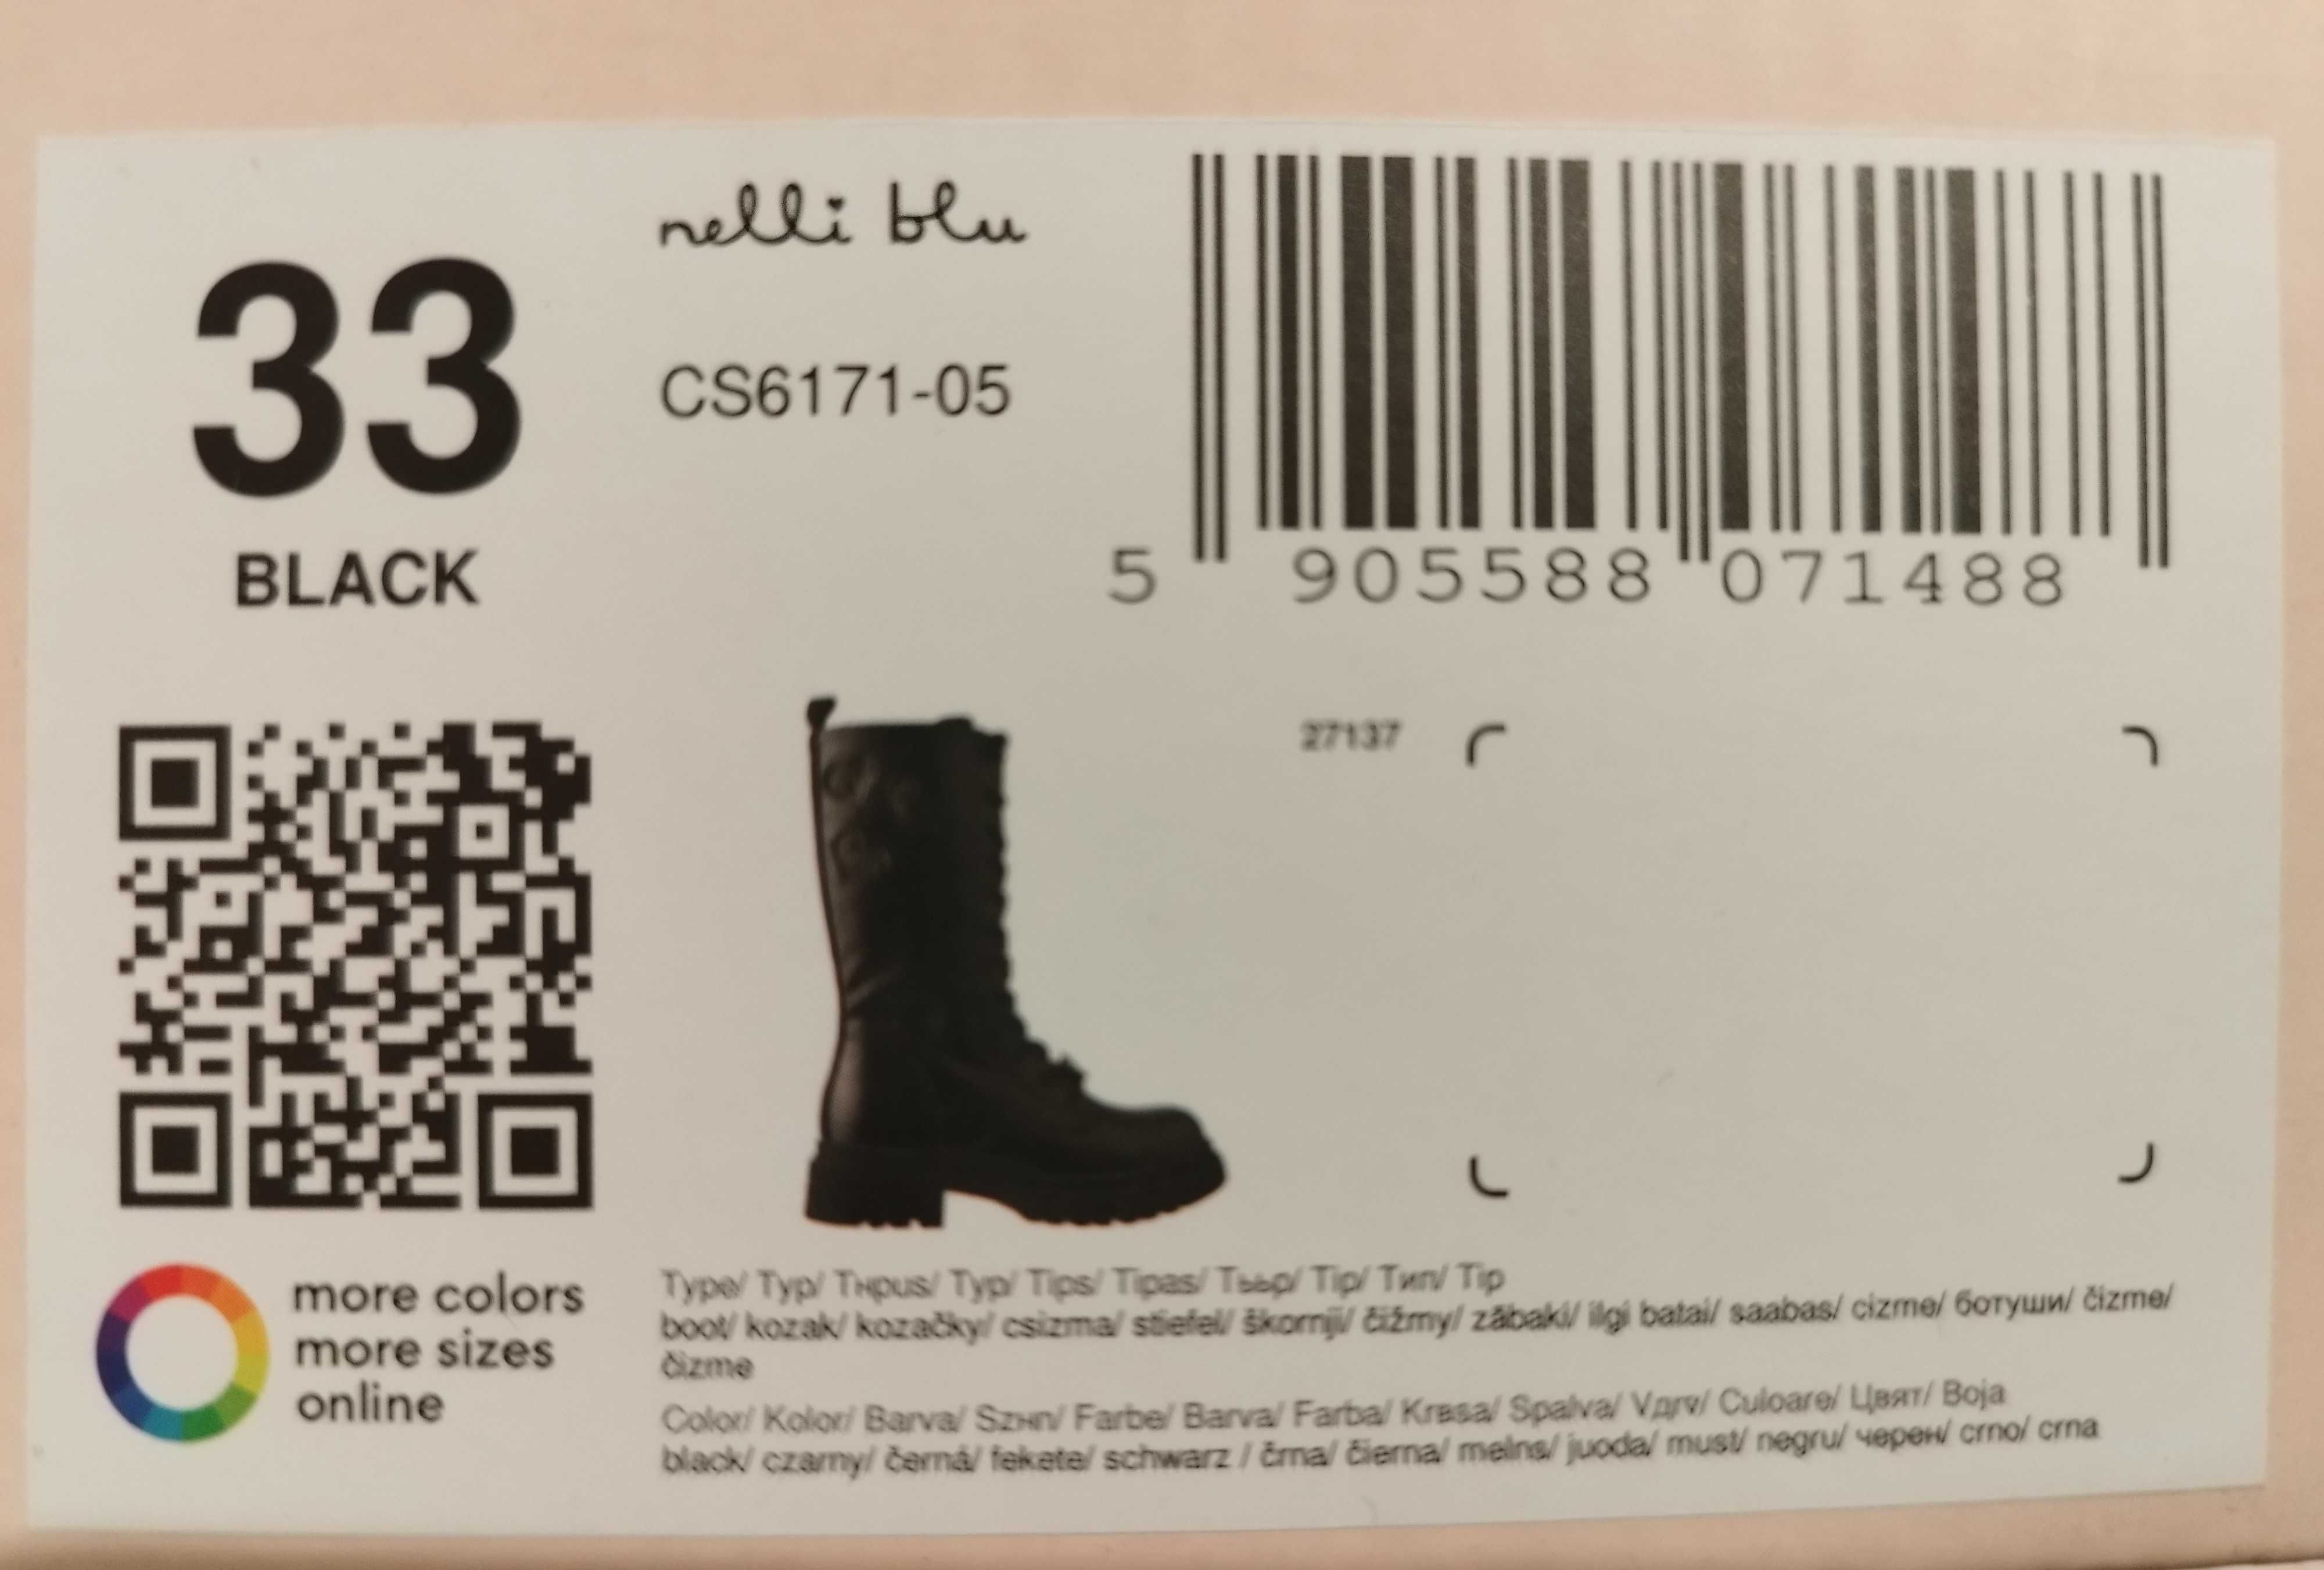 33
BLACK
nelli blu
CS6171-05
5 905588 071488
27137
more colors
more sizes
online
Type/ Typ/ Tнpus/ Typ/ Tips/ Tipas/ Tььp/ Tip/ Тип/ Tip
boot/ kozak/ kozačky/ csizma/ stiefel/ škornji/ čižmy/ zābaki/ ilgi batai/ saabas/ cizme/ ботуши/ čizme/
čizme
Color/ Kolor/ Barva/ Szнn/ Farbe/ Barva/ Farba/ Krвsa/ Spalva/ Vдrv/ Culoare/ Цвят/ Boja
black/ czarny/ černá/ fekete/ schwarz / črna/ čierna/ melns/ juoda/ must/ negru/ черен/ crno/ crna